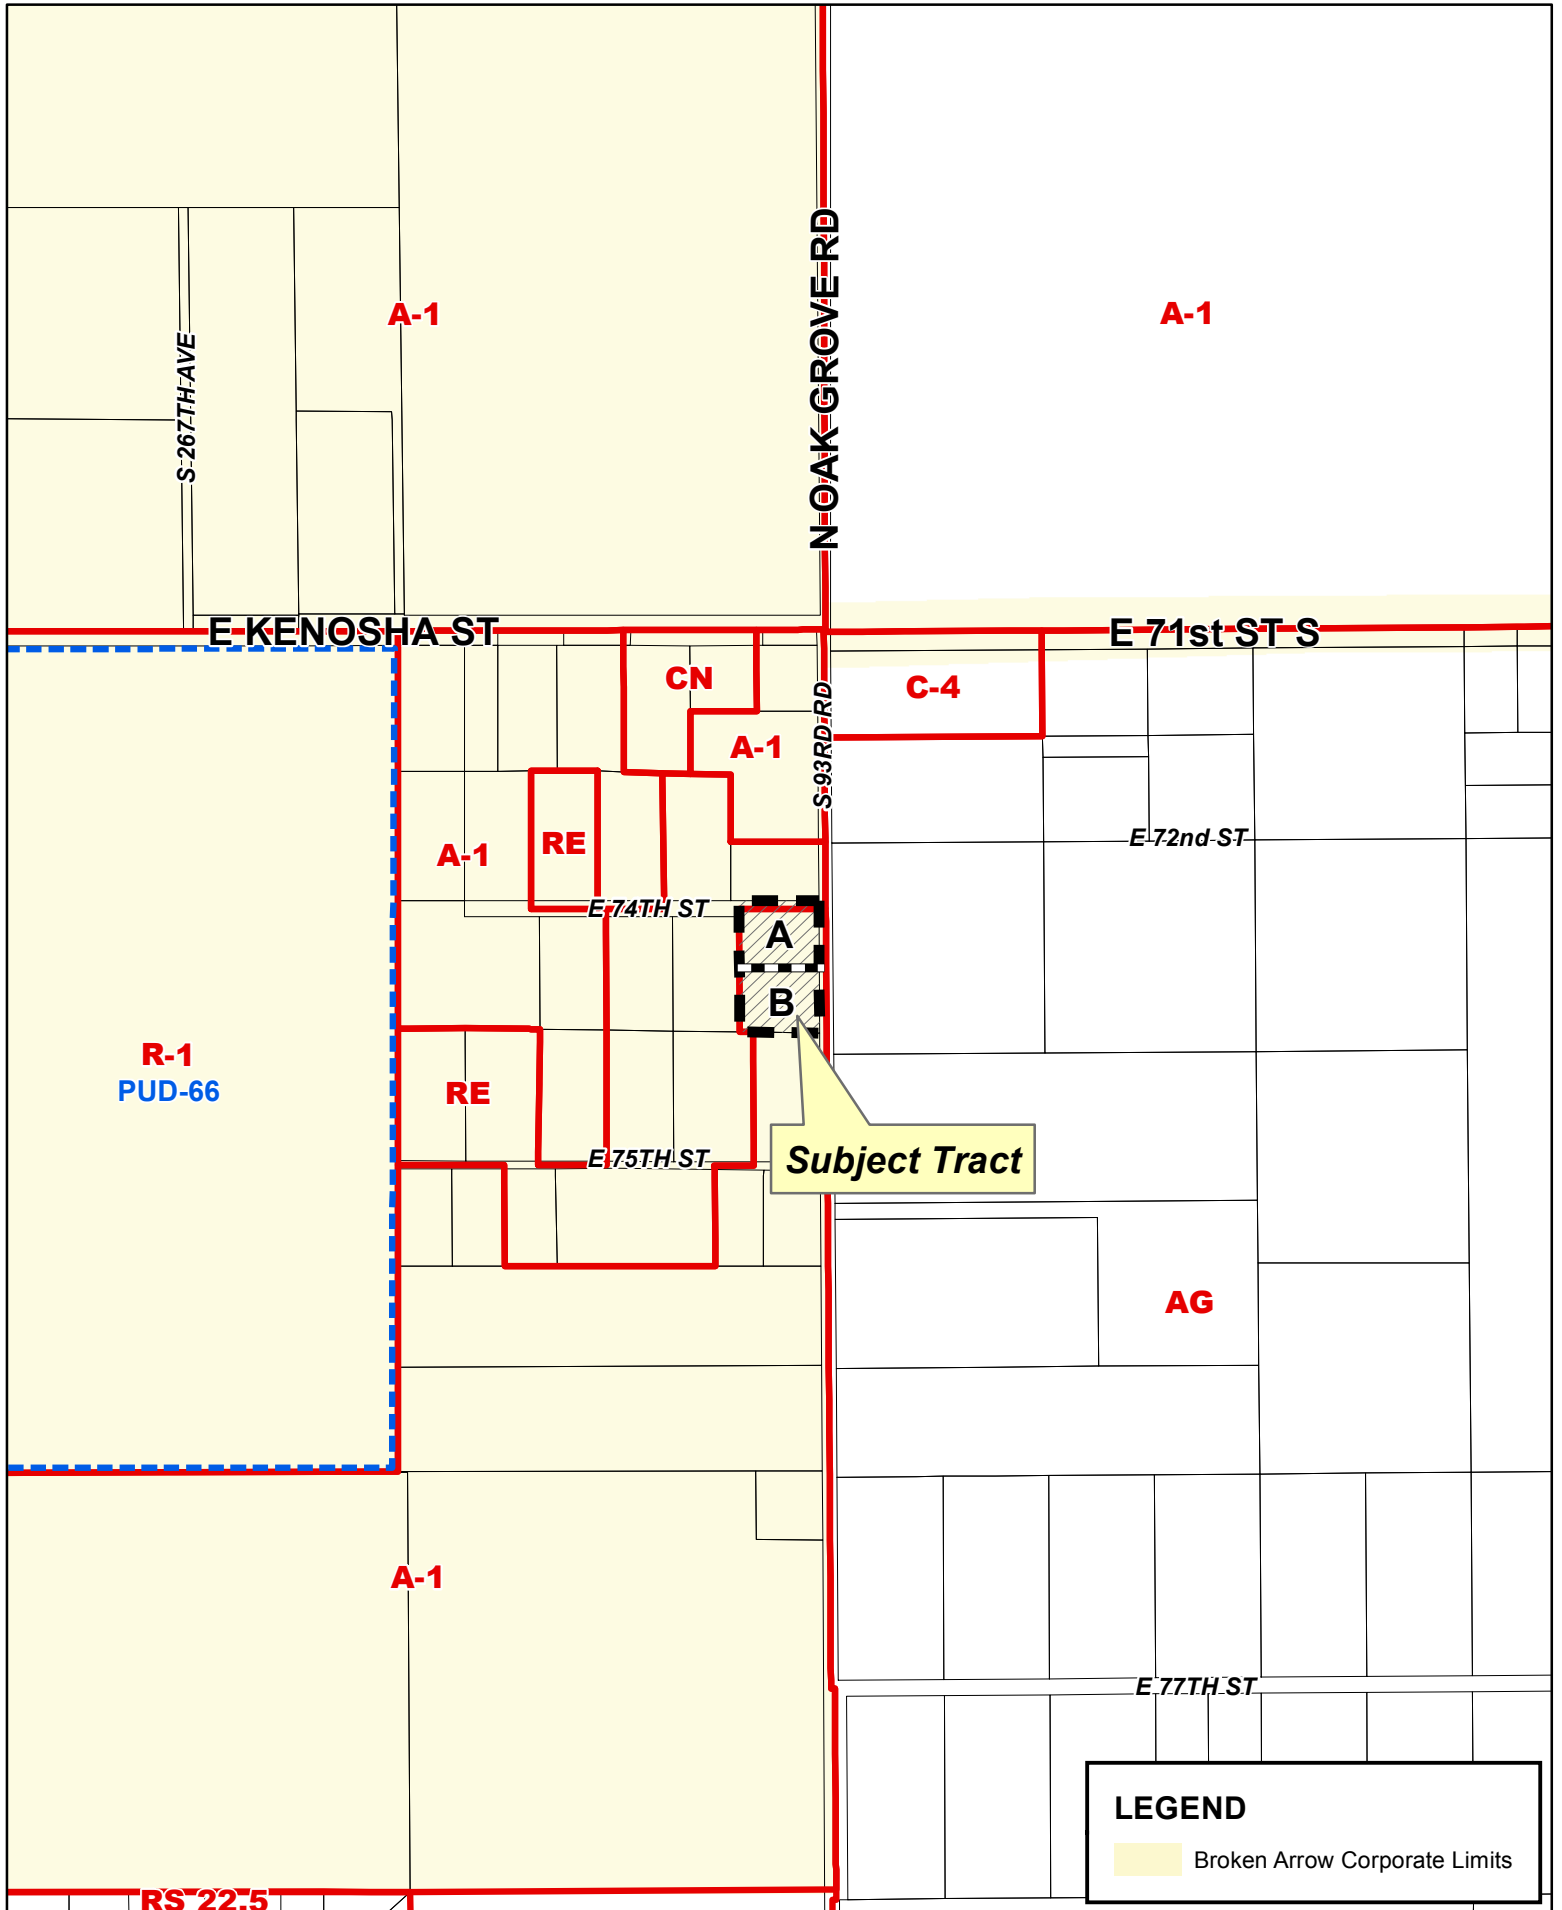 N OAK GROVE RD
A-1
A-1
S 267TH AVE
E KENOSHA ST
E 71st ST S
CN
C-4
S 93RD RD
A-1
E 72nd ST
RE
A-1
E 74TH ST
A
B
R-1
PUD-66
RE
E 75TH ST
Subject Tract
AG
A-1
E 77TH ST
LEGEND
Broken Arrow Corporate Limits
RS 22.5